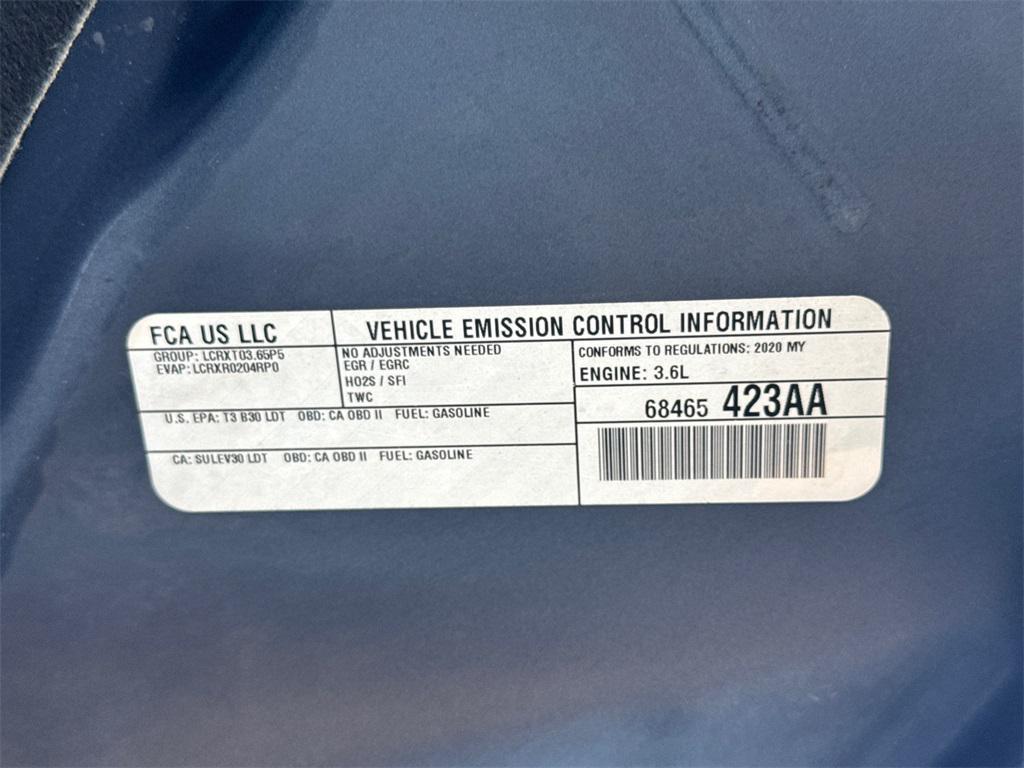 FCA US LLC
VEHICLE EMISSION CONTROL INFORMATION
GROUP: LCRXT03.65P5
EVAP: LCRXR0204RP0
NO ADJUSTMENTS NEEDED
EGR / EGRC
HO2S / SFI
TWC
CONFORMS TO REGULATIONS: 2020 MY
ENGINE: 3.6L
68465 423AA
U.S. EPA: T3 B30 LDT OBD: CA OBD II FUEL: GASOLINE
CA: SULEV30 LDT OBD: CA OBD II FUEL: GASOLINE